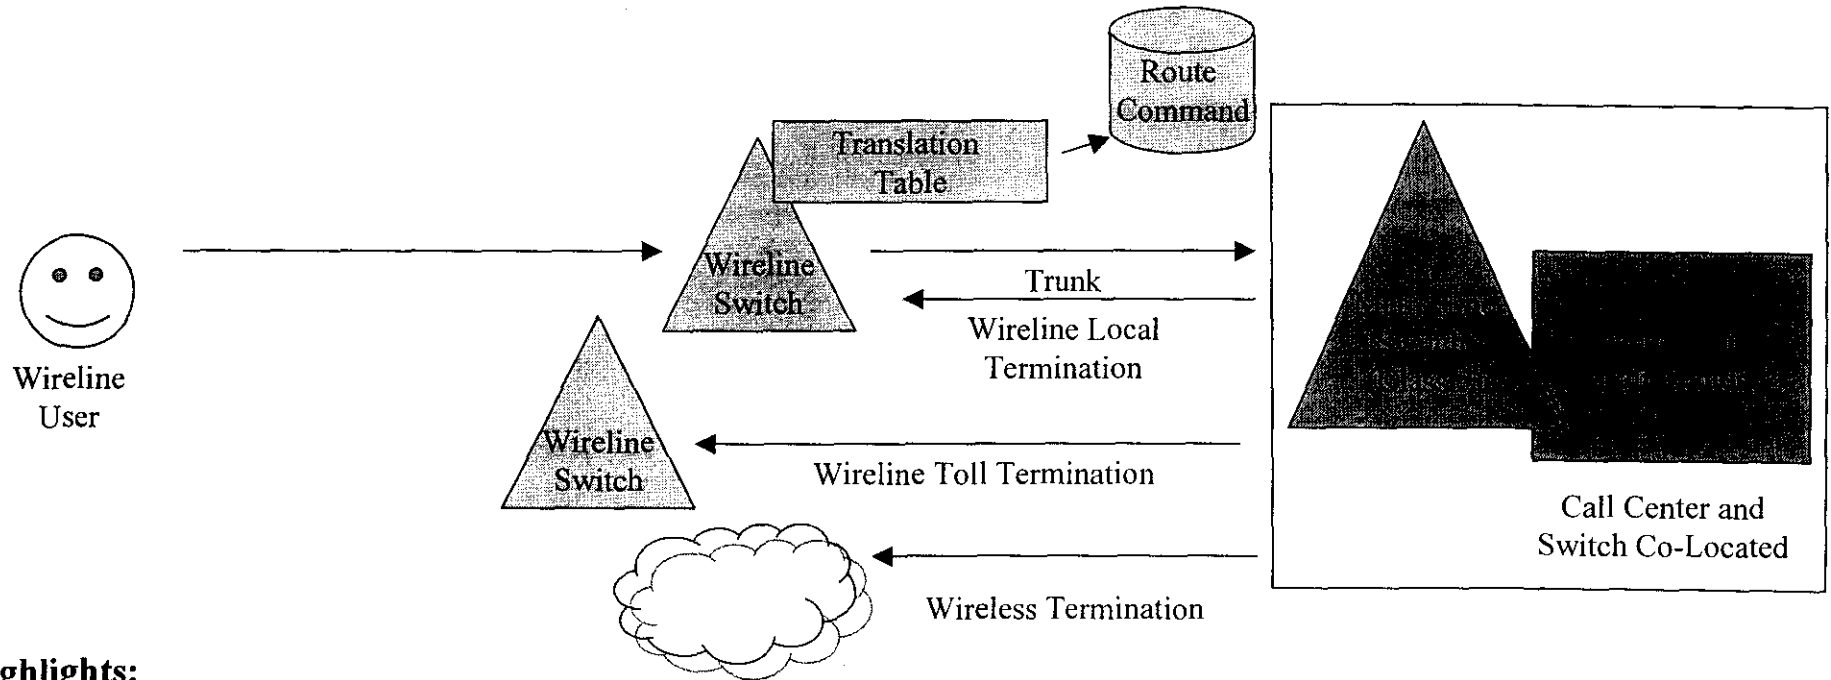 Route
Command
Translation
Table
Wireline
Switch
Trunk
Wireline Local
Termination
Wireline
User
Wireline
Switch
Wireline Toll Termination
Call Center and
Switch Co-Located
Wireless Termination
ghlights: